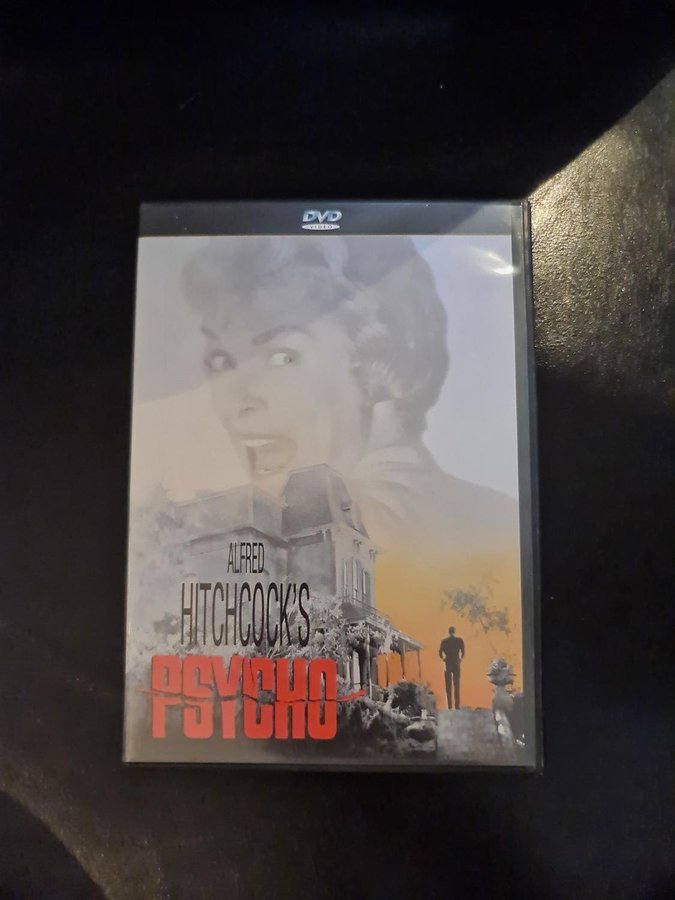 DVD
VIDEO
ALFRED
HITCHCOCK'S
PSYCHO